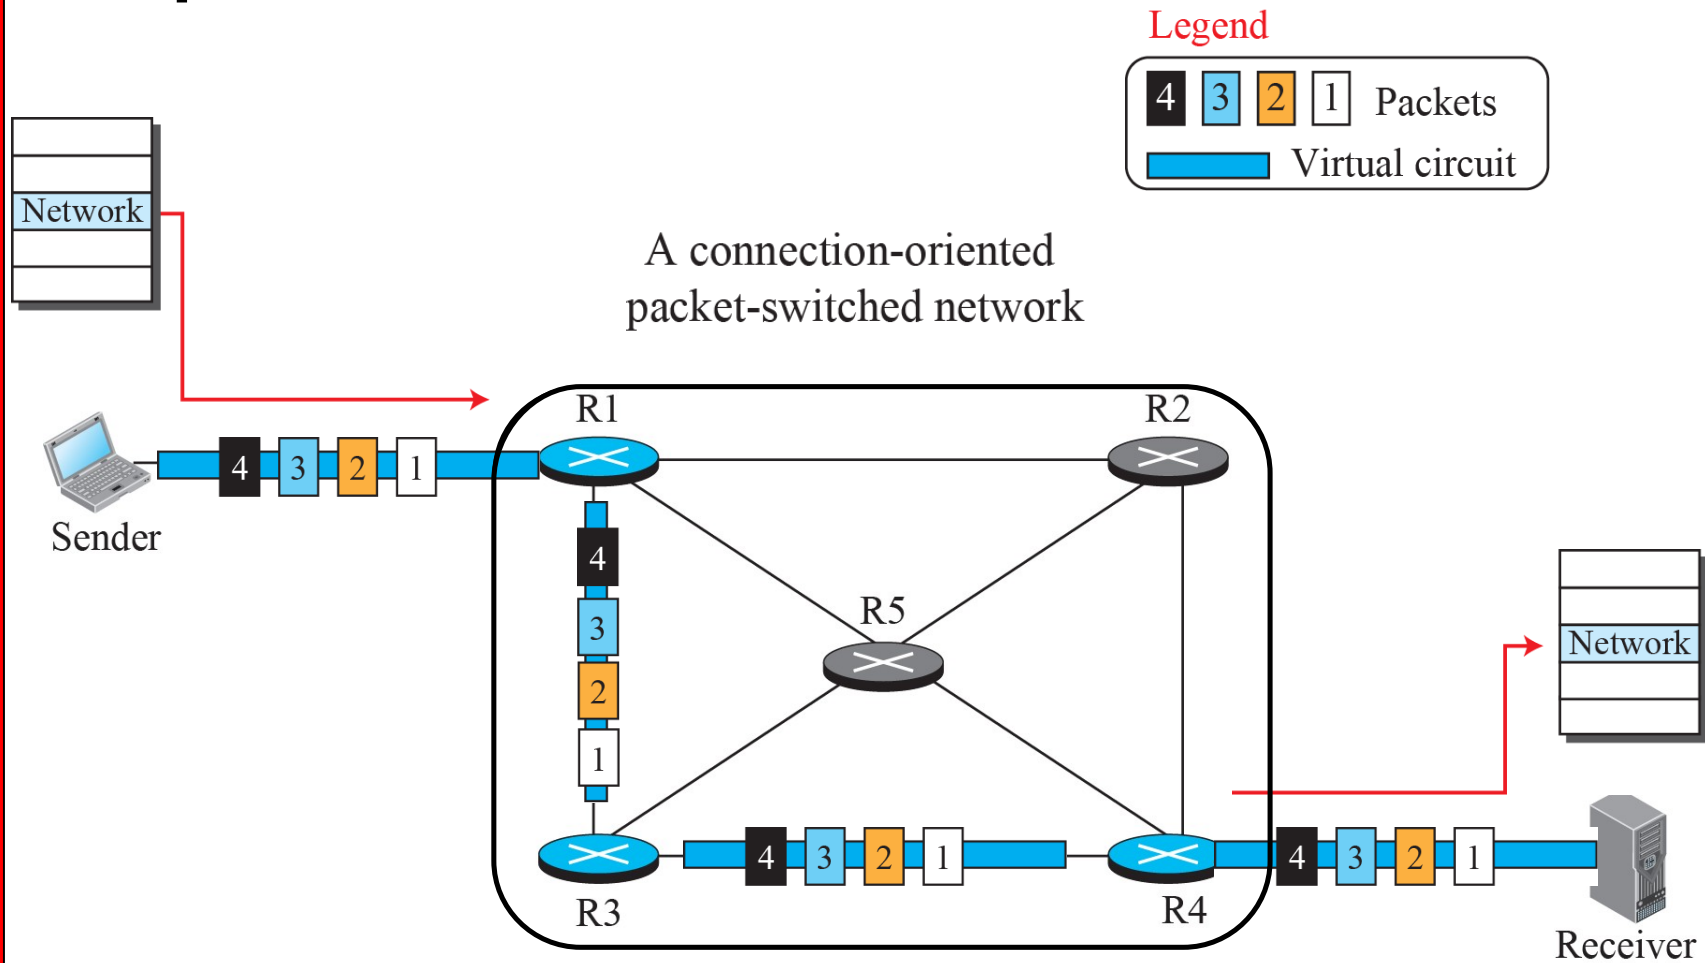 Legend
4 3 2 1 Packets
Virtual circuit
Network
A connection-oriented
packet-switched network
R1
R2
4 3 2 1
Sender
4
3
2
1
R5
Network
4 3 2 1
4 3 2 1
R3
R4
Receiver